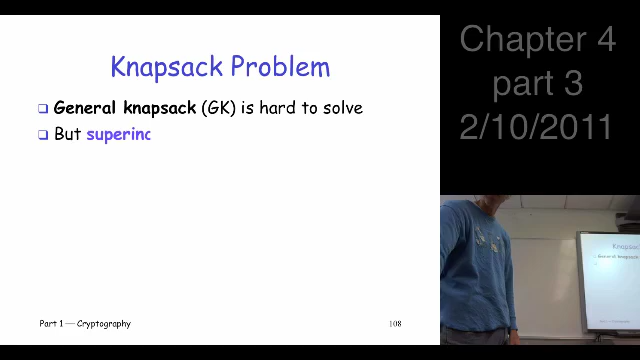 Knapsack Problem
General knapsack (GK) is hard to solve
But superinc
Part 1 — Cryptography
108
Chapter 4
part 3
2/10/2011
Knapsack